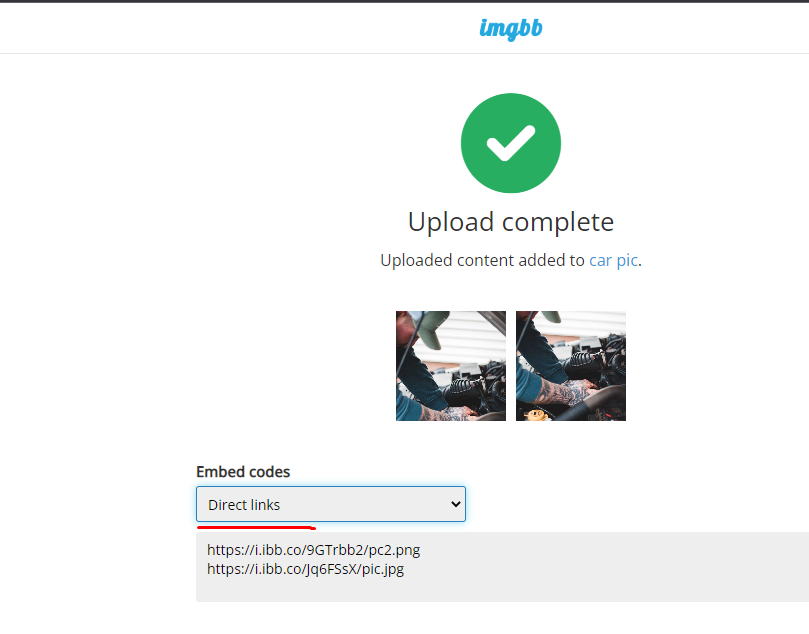 imgbb
Upload complete
Uploaded content added to car pic.
Embed codes
Direct links
https://i.ibb.co/9GTrbb2/pc2.png
https://i.ibb.co/Jq6FSsX/pic.jpg